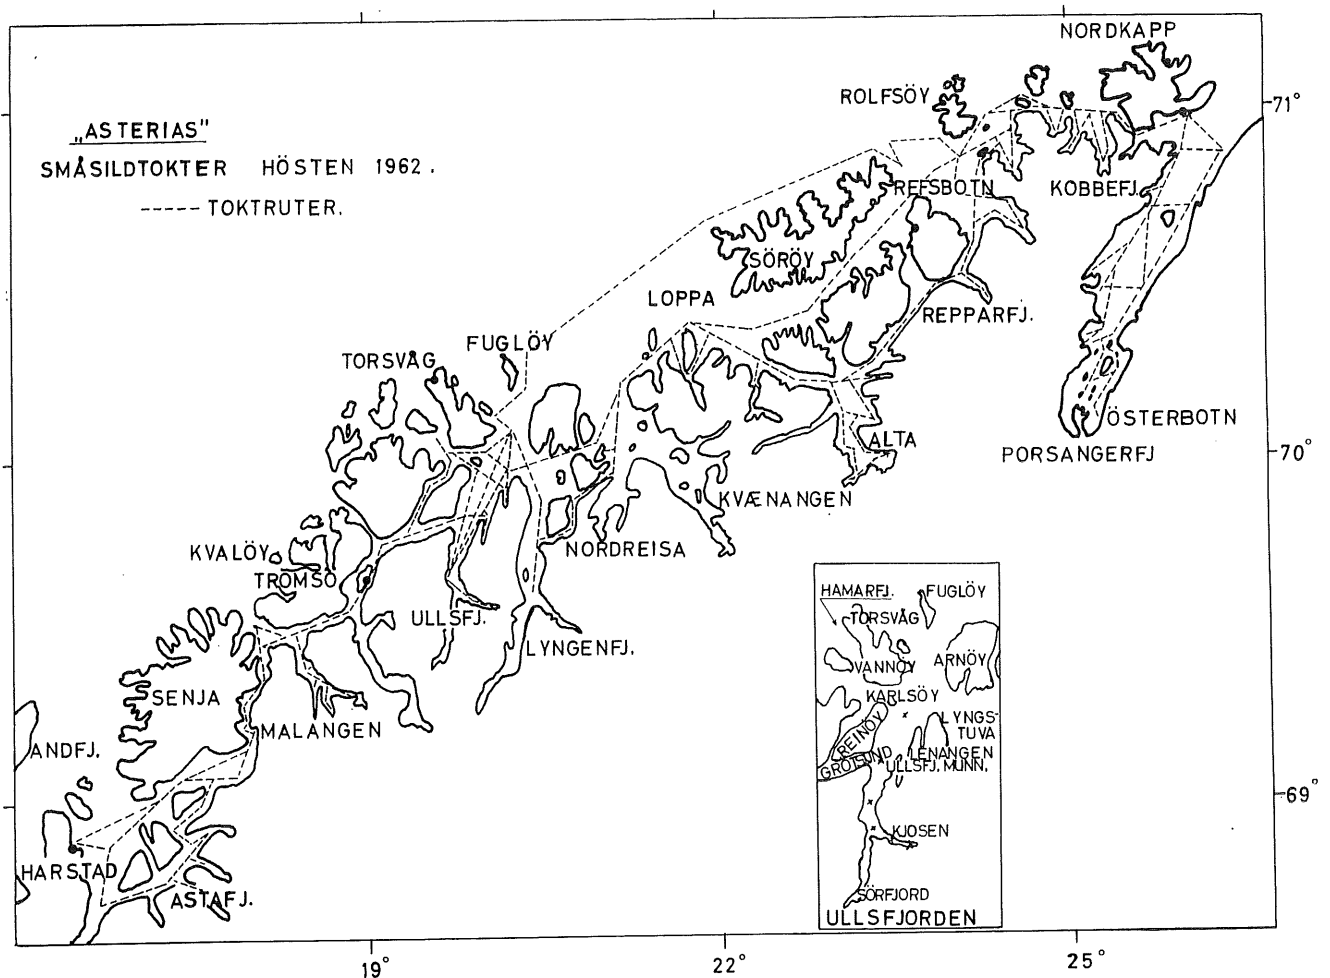 „ASTERIAS"
SMÅSILDTOKTER HÖSTEN 1962.
----- TOKTRUTER.
NORDKAPP
ROLFSÖY
71°
REFSBOTN
KOBBEFJ.
SÖRÖY
LOPPA
REPPARFJ.
FUGLÖY
TORSVÅG
ÖSTERBOTN
ALTA
PORSANGERFJ
70°
KVÆNANGEN
KVALÖY
NORDREISA
TROMSÖ
ULLSFJ.
LYNGENFJ.
SENJA
MALANGEN
ANDFJ.
69°
HARSTAD
ASTAFJ.
HAMARFJ.
FUGLÖY
TORSVÅG
VANNÖY
ARNÖY
KARLSÖY
LYNGS-
TUVA
REINÖY
LENANGEN
GRÖTSUND
ULLSFJ. MUNN.
KJOSEN
SÖRFJORD
ULLSFJORDEN
19°
22°
25°